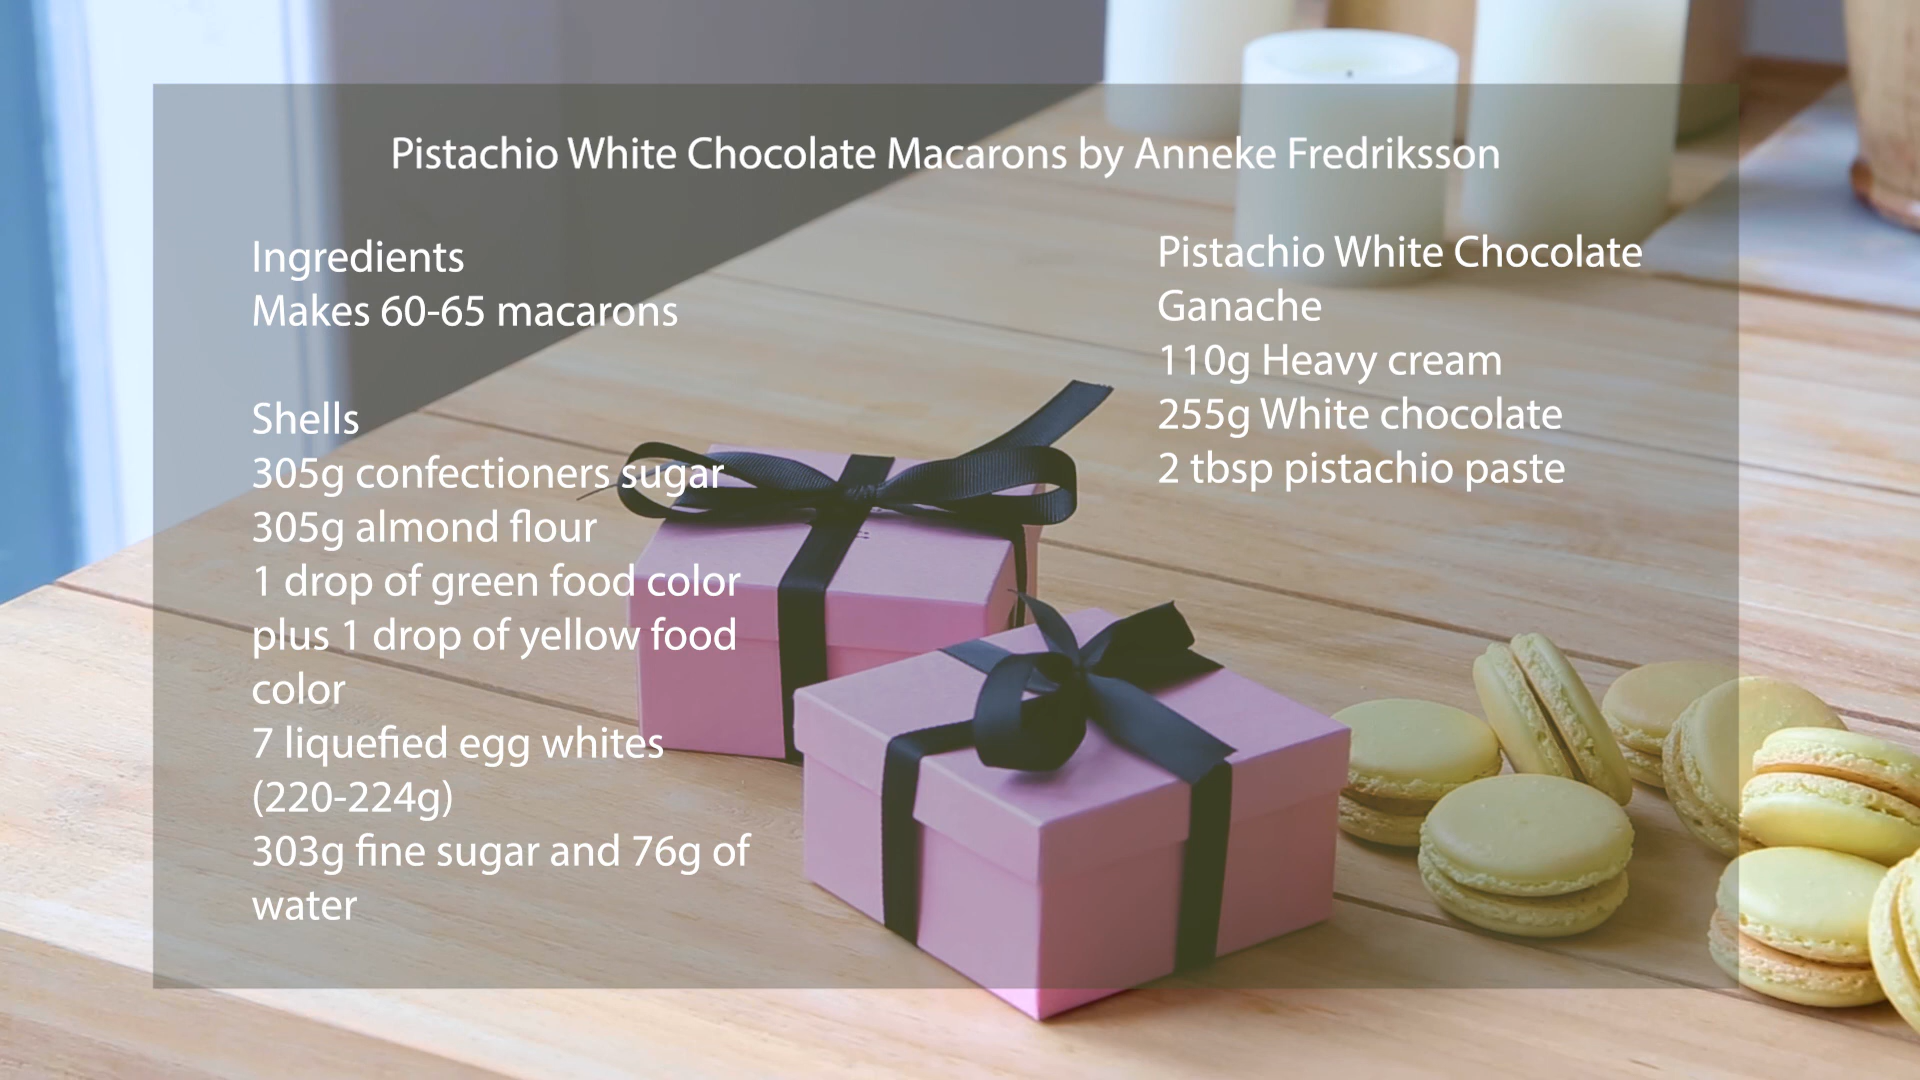 Pistachio White Chocolate Macarons by Anneke Fredriksson
Ingredients
Makes 60-65 macarons
Shells
305g confectioners sugar
305g almond flour
1 drop of green food color
plus 1 drop of yellow food
color
7 liquefied egg whites
(220-224g)
303g fine sugar and 76g of
water
Pistachio White Chocolate
Ganache
110g Heavy cream
255g White chocolate
2 tbsp pistachio paste